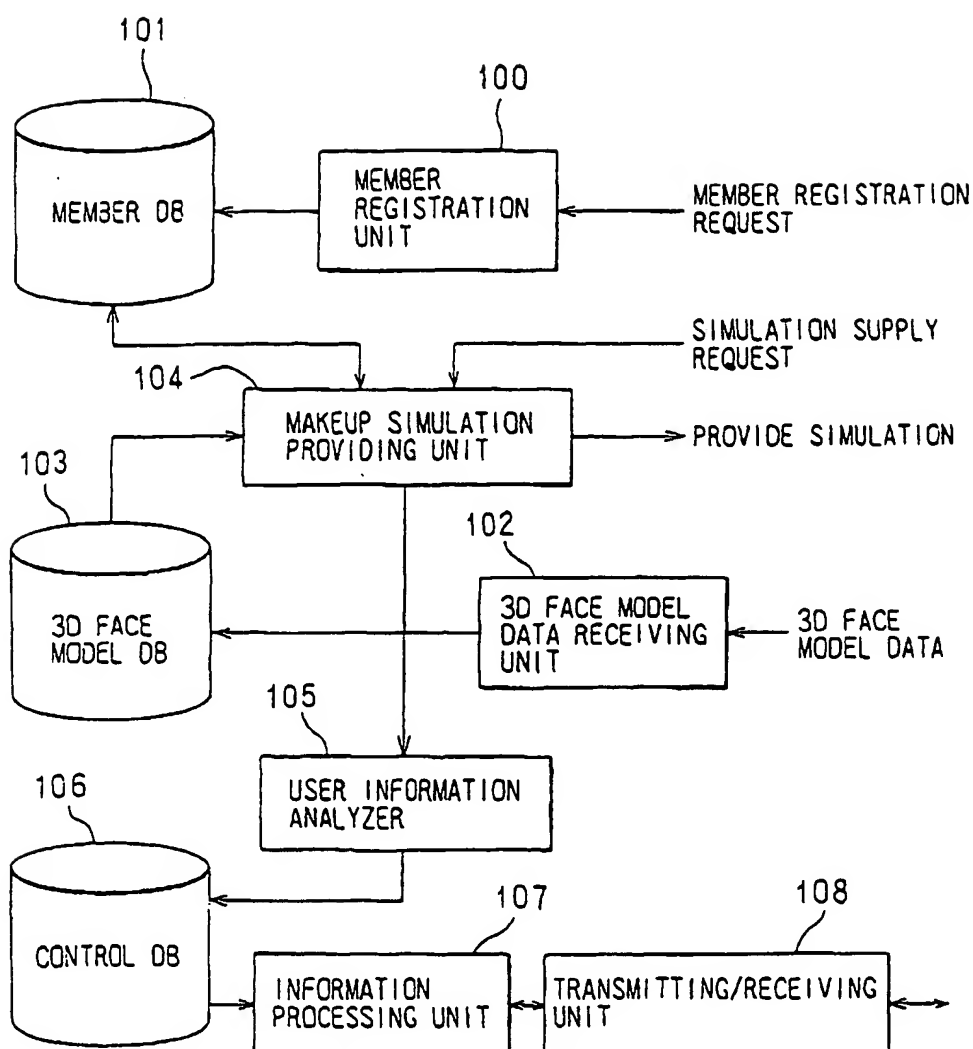 101
100
MEMBER DB
MEMBER
REGISTRATION
UNIT
MEMBER REGISTRATION
REQUEST
SIMULATION SUPPLY
REQUEST
104
MAKEUP SIMULATION
PROVIDING UNIT
PROVIDE SIMULATION
103
102
3D FACE
MODEL DB
3D FACE MODEL
DATA RECEIVING
UNIT
3D FACE
MODEL DATA
105
USER INFORMATION
ANALYZER
106
CONTROL DB
107
INFORMATION
PROCESSING UNIT
108
TRANSMITTING/RECEIVING
UNIT